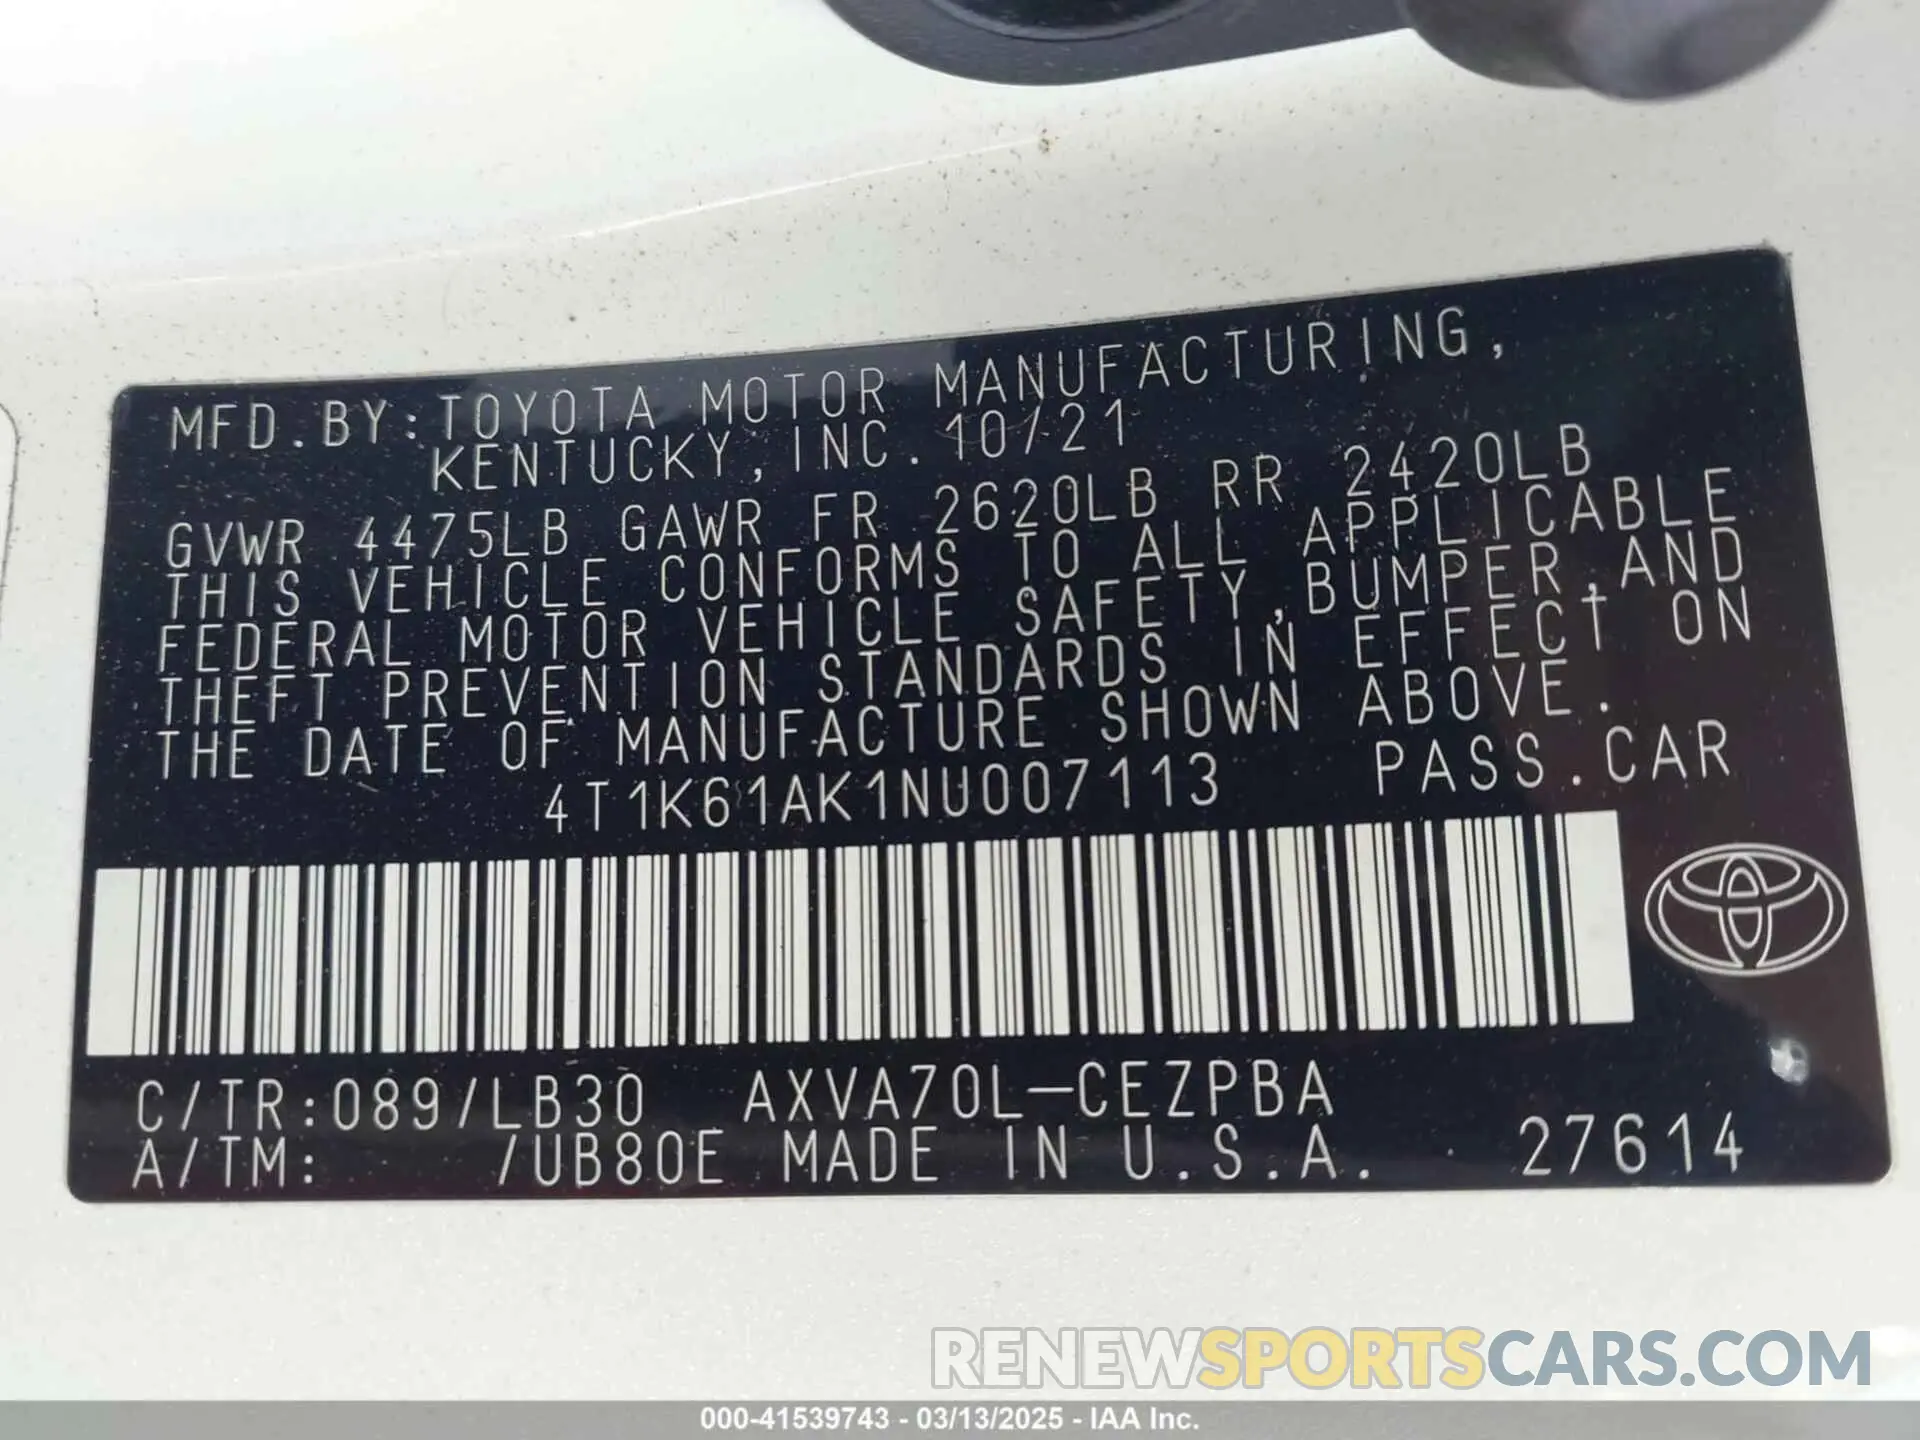 MFD.BY:TOYOTA MOTOR MANUFACTURING,
KENTUCKY,INC. 10/21
GVWR 4475LB GAWR FR 2620LB RR 2420LB
THIS VEHICLE CONFORMS TO ALL APPLICABLE
FEDERAL MOTOR VEHICLE SAFETY,BUMPER,AND
THEFT PREVENTION STANDARDS IN EFFECT ON
THE DATE OF MANUFACTURE SHOWN ABOVE.
4T1K61AK1NU007113 PASS.CAR
C/TR:089/LB30 AXVA70L-CEZPBA
A/TM: /UB80E MADE IN U.S.A. 27614
RENEWSPORTSCARS.COM
000-41539743 - 03/13/2025 - IAA Inc.